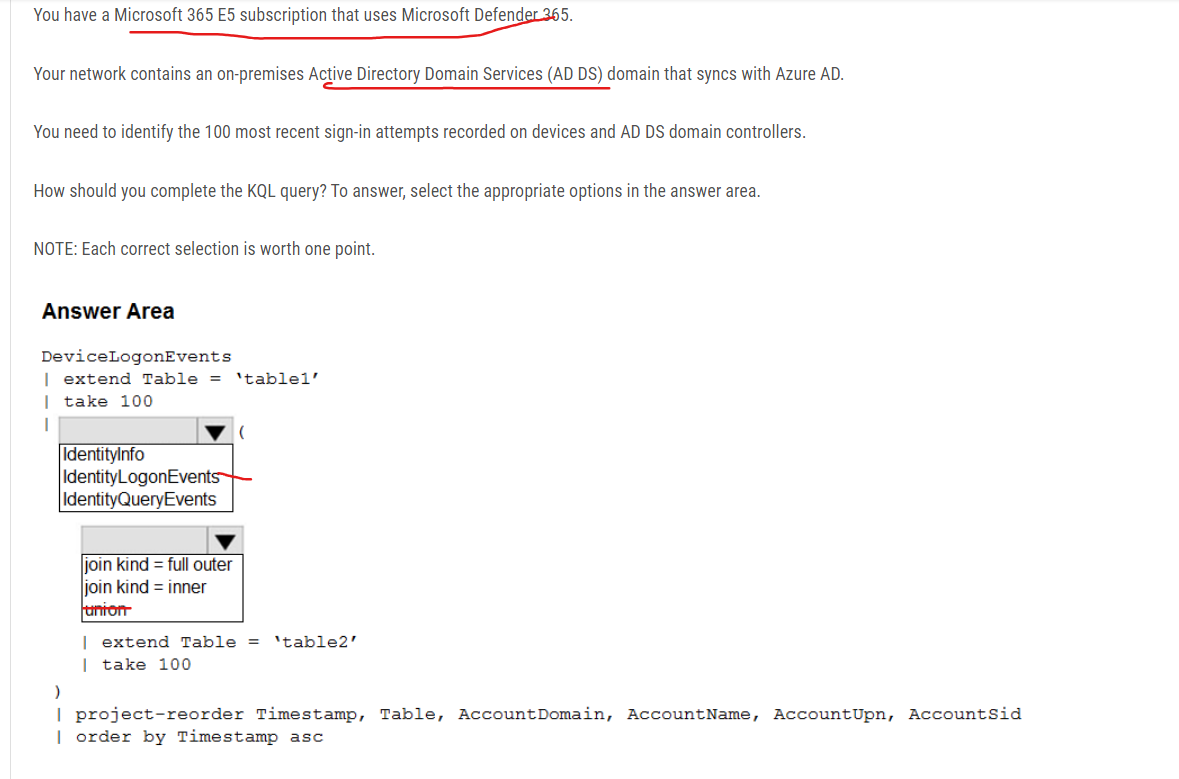 You have a Microsoft 365 E5 subscription that uses Microsoft Defender 365.
Your network contains an on-premises Active Directory Domain Services (AD DS) domain that syncs with Azure AD.
You need to identify the 100 most recent sign-in attempts recorded on devices and AD DS domain controllers.
How should you complete the KQL query? To answer, select the appropriate options in the answer area.
NOTE: Each correct selection is worth one point.
Answer Area
DeviceLogonEvents
| extend Table = ‘table1’
| take 100
| (
IdentityInfo
IdentityLogonEvents
IdentityQueryEvents
join kind = full outer
join kind = inner
union
| extend Table = ‘table2’
| take 100
)
| project-reorder Timestamp, Table, AccountDomain, AccountName, AccountUpn, AccountSid
| order by Timestamp asc